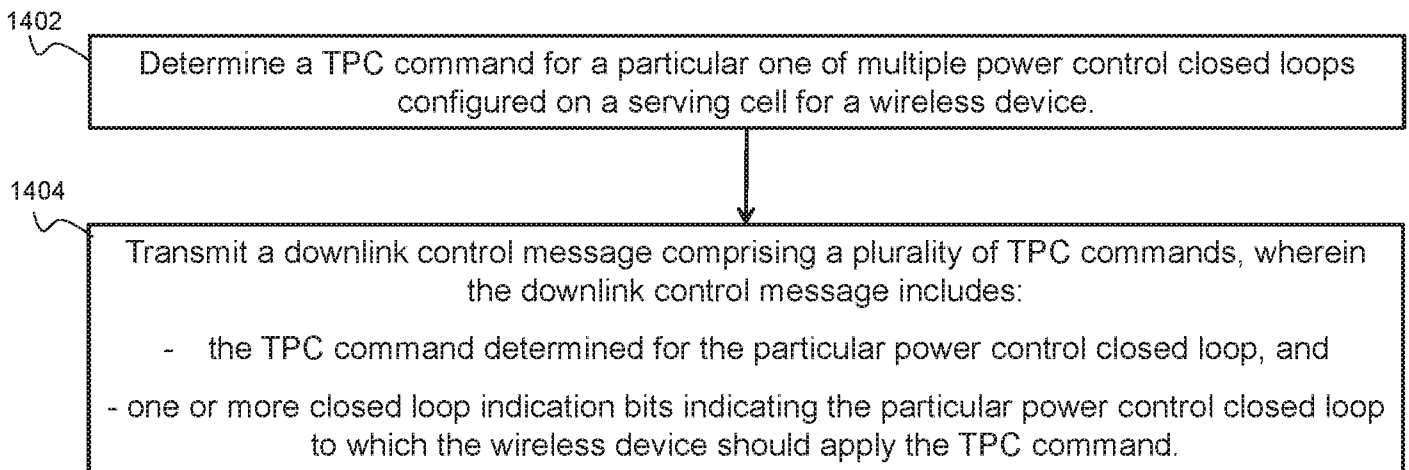 1402
Determine a TPC command for a particular one of multiple power control closed loops
configured on a serving cell for a wireless device.
1404
Transmit a downlink control message comprising a plurality of TPC commands, wherein
the downlink control message includes:
- the TPC command determined for the particular power control closed loop, and
- one or more closed loop indication bits indicating the particular power control closed loop
to which the wireless device should apply the TPC command.